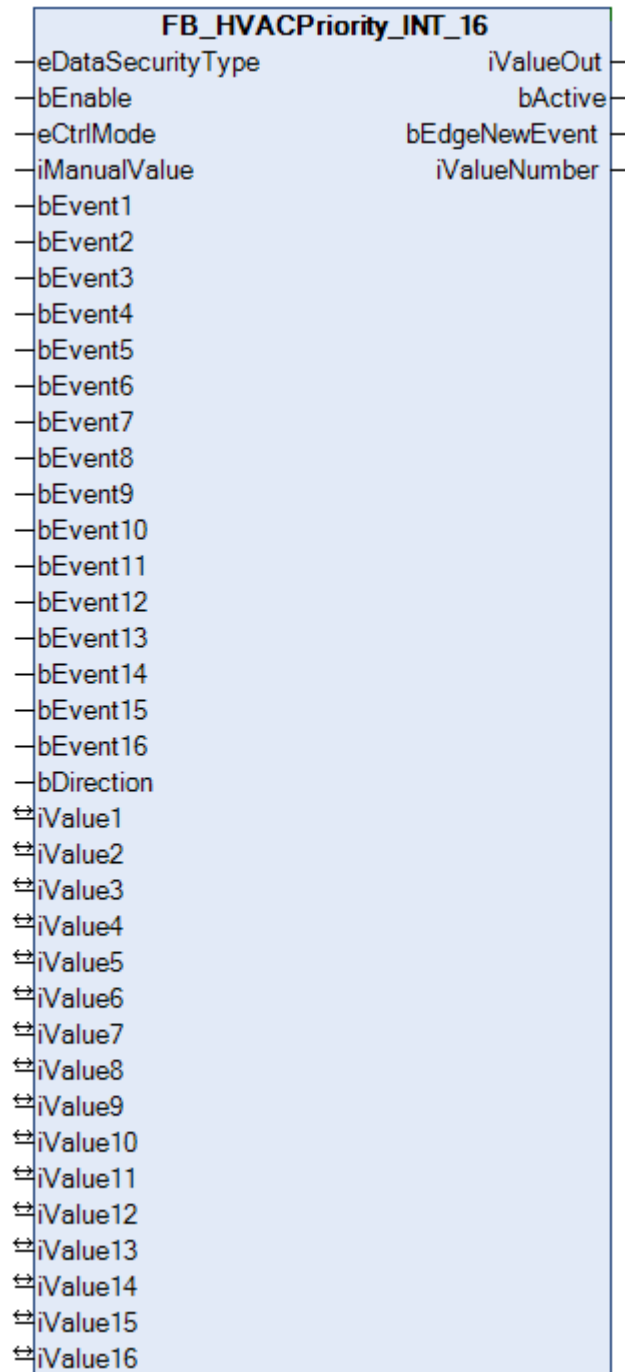 FB_HVACPriority_INT_16
eDataSecurityType iValueOut
bEnable bActive
eCtrlMode bEdgeNewEvent
iManualValue iValueNumber
bEvent1
bEvent2
bEvent3
bEvent4
bEvent5
bEvent6
bEvent7
bEvent8
bEvent9
bEvent10
bEvent11
bEvent12
bEvent13
bEvent14
bEvent15
bEvent16
bDirection
iValue1
iValue2
iValue3
iValue4
iValue5
iValue6
iValue7
iValue8
iValue9
iValue10
iValue11
iValue12
iValue13
iValue14
iValue15
iValue16